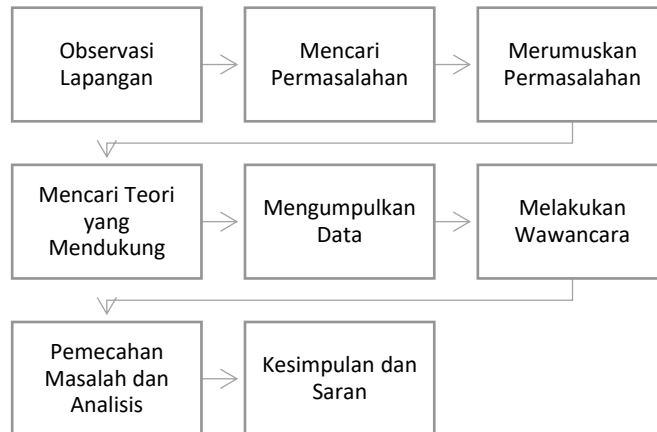 Observasi
Lapangan
Mencari
Permasalahan
Merumuskan
Permasalahan
Mencari Teori
yang
Mendukung
Mengumpulkan
Data
Melakukan
Wawancara
Pemecahan
Masalah dan
Analisis
Kesimpulan dan
Saran